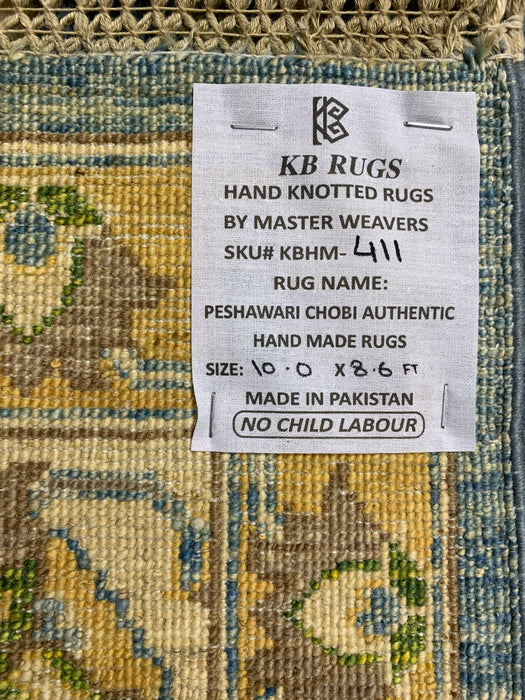 KB
KB RUGS
HAND KNOTTED RUGS
BY MASTER WEAVERS
SKU# KBHM-411
RUG NAME:
PESHAWARI CHOBI AUTHENTIC
HAND MADE RUGS
SIZE: 10.0 X 8.6 FT
MADE IN PAKISTAN
NO CHILD LABOUR